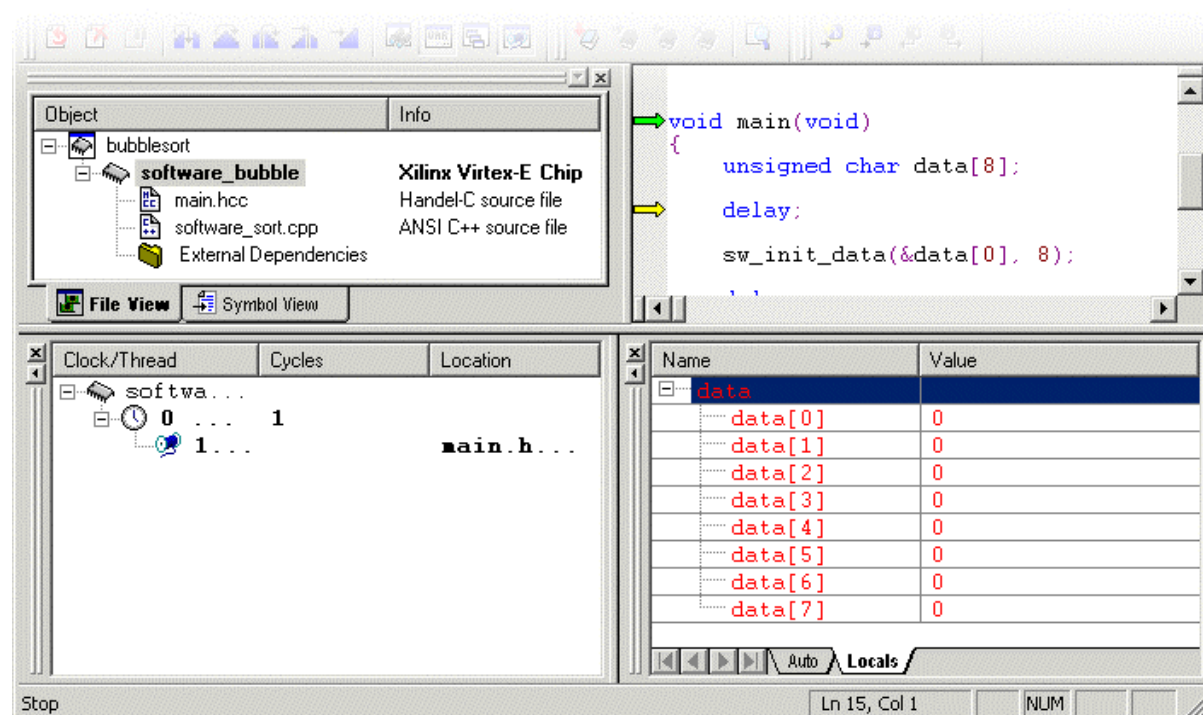 VAR
Object Info
bubblesort
software_bubble Xilinx Virtex-E Chip
main.hcc Handel-C source file
software_sort.cpp ANSI C++ source file
External Dependencies
File View Symbol View
void main(void)
{
unsigned char data[8];
delay;
sw_init_data(&data[0], 8);
Clock/Thread Cycles Location
softwa...
0 ... 1
1... main.h...
Name Value
data
data[0] 0
data[1] 0
data[2] 0
data[3] 0
data[4] 0
data[5] 0
data[6] 0
data[7] 0
Auto Locals
Stop Ln 15, Col 1 NUM